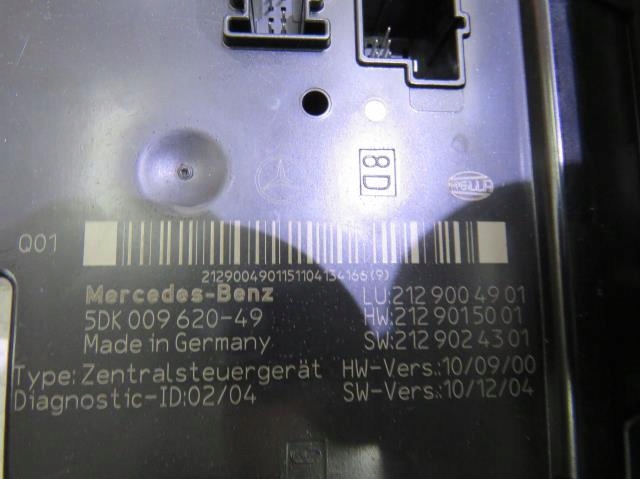 8D
HELLA
Q01
2129004901151104134166(9)
Mercedes-Benz LU:212 900 49 01
5DK 009 620-49 HW:212 901 50 01
Made in Germany SW:212 902 43 01
Type: Zentralsteuergerät HW-Vers.:10/09/00
Diagnostic-ID:02/04 SW-Vers.:10/12/04